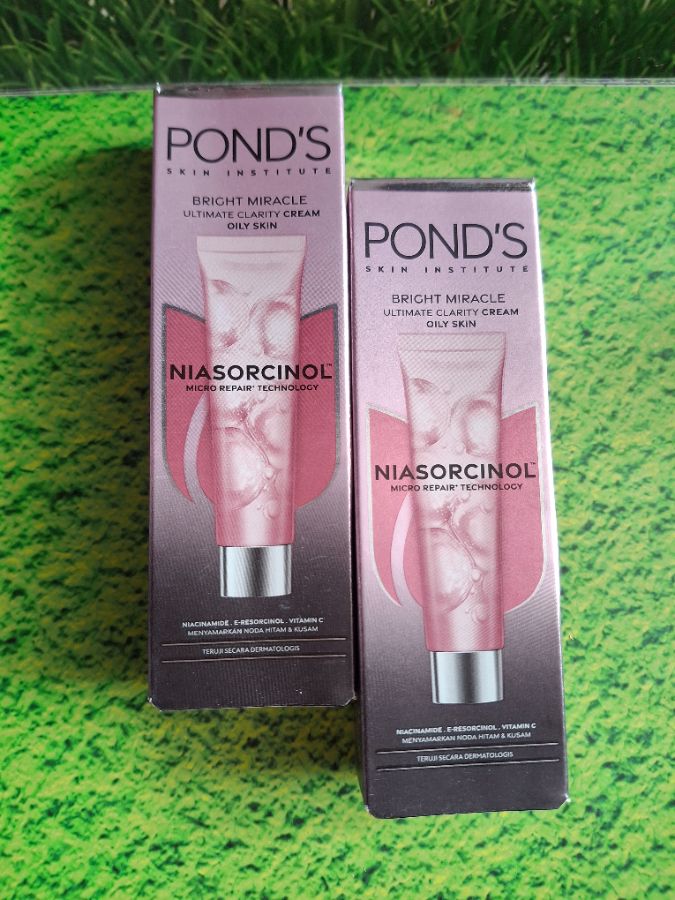 POND'S
SKIN INSTITUTE
BRIGHT MIRACLE
ULTIMATE CLARITY CREAM
OILY SKIN
NIASORCINOL™
MICRO REPAIR⁺ TECHNOLOGY
NIACINAMIDE . E-RESORCINOL . VITAMIN C
MENYAMARKAN NODA HITAM & KUSAM
TERUJI SECARA DERMATOLOGIS
POND'S
SKIN INSTITUTE
BRIGHT MIRACLE
ULTIMATE CLARITY CREAM
OILY SKIN
NIASORCINOL™
MICRO REPAIR⁺ TECHNOLOGY
NIACINAMIDE . E-RESORCINOL . VITAMIN C
MENYAMARKAN NODA HITAM & KUSAM
TERUJI SECARA DERMATOLOGIS